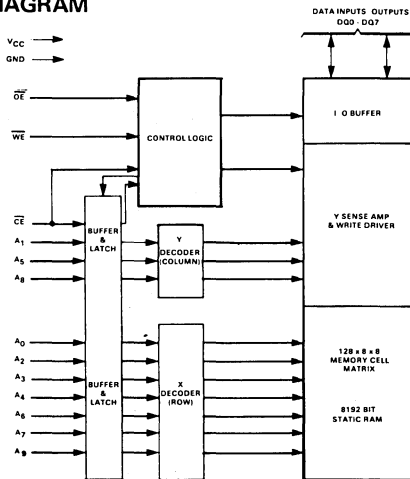 DIAGRAM
DATA INPUTS OUTPUTS
DQ0 - DQ7
VCC
GND
OE
WE
CE
A1
A5
A8
A0
A2
A3
A4
A6
A7
A9
CONTROL LOGIC
BUFFER
&
LATCH
Y
DECODER
(COLUMN)
BUFFER
&
LATCH
X
DECODER
(ROW)
I O BUFFER
Y SENSE AMP
& WRITE DRIVER
128 x 8 x 8
MEMORY CELL
MATRIX
8192 BIT
STATIC RAM